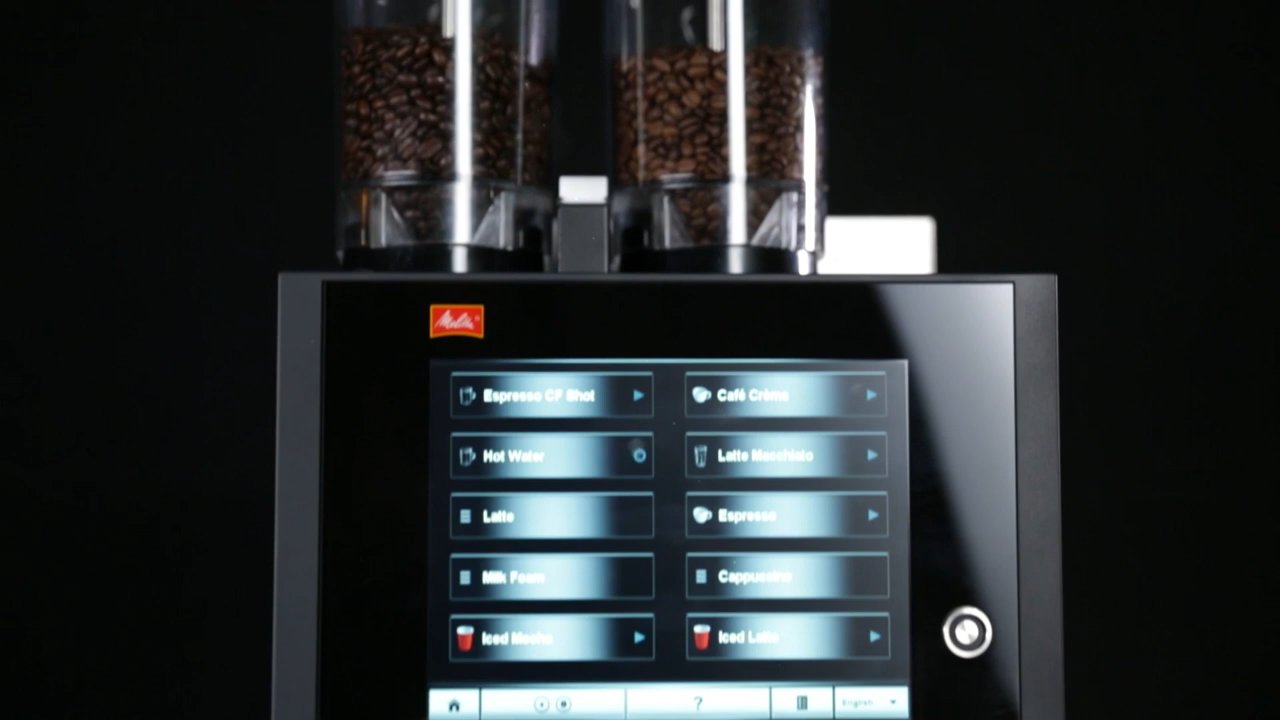 Melitta
Espresso CF Shot
Café Crème
Hot Water
Latte Macchiato
Latte
Espresso
Milk Foam
Cappuccino
Iced Mocha
Iced Latte
?
English